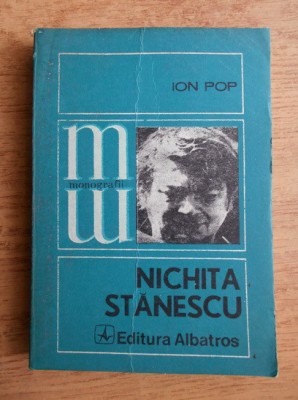 ION POP
m
monografii
m
NICHITA
STĂNESCU
Editura Albatros